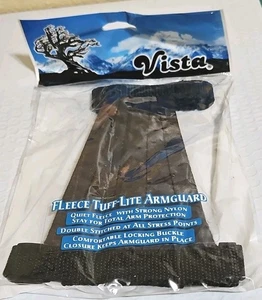 Vista.
Fleece Tuff-Lite Armguard
Quiet Fleece with Strong Nylon
Stay for Total Arm Protection
Double Stitched at All Stress Points
Comfortable Locking Buckle
Closure Keeps Armguard in Place